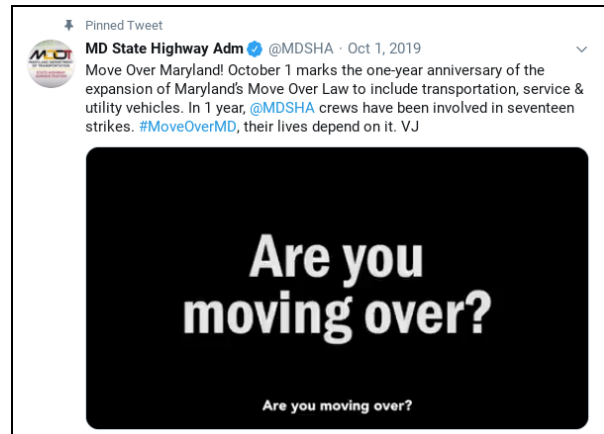 Pinned Tweet
MD State Highway Adm @MDSHA · Oct 1, 2019
Move Over Maryland! October 1 marks the one-year anniversary of the
expansion of Maryland's Move Over Law to include transportation, service &
utility vehicles. In 1 year, @MDSHA crews have been involved in seventeen
strikes. #MoveOverMD, their lives depend on it. VJ
Are you
moving over?
Are you moving over?